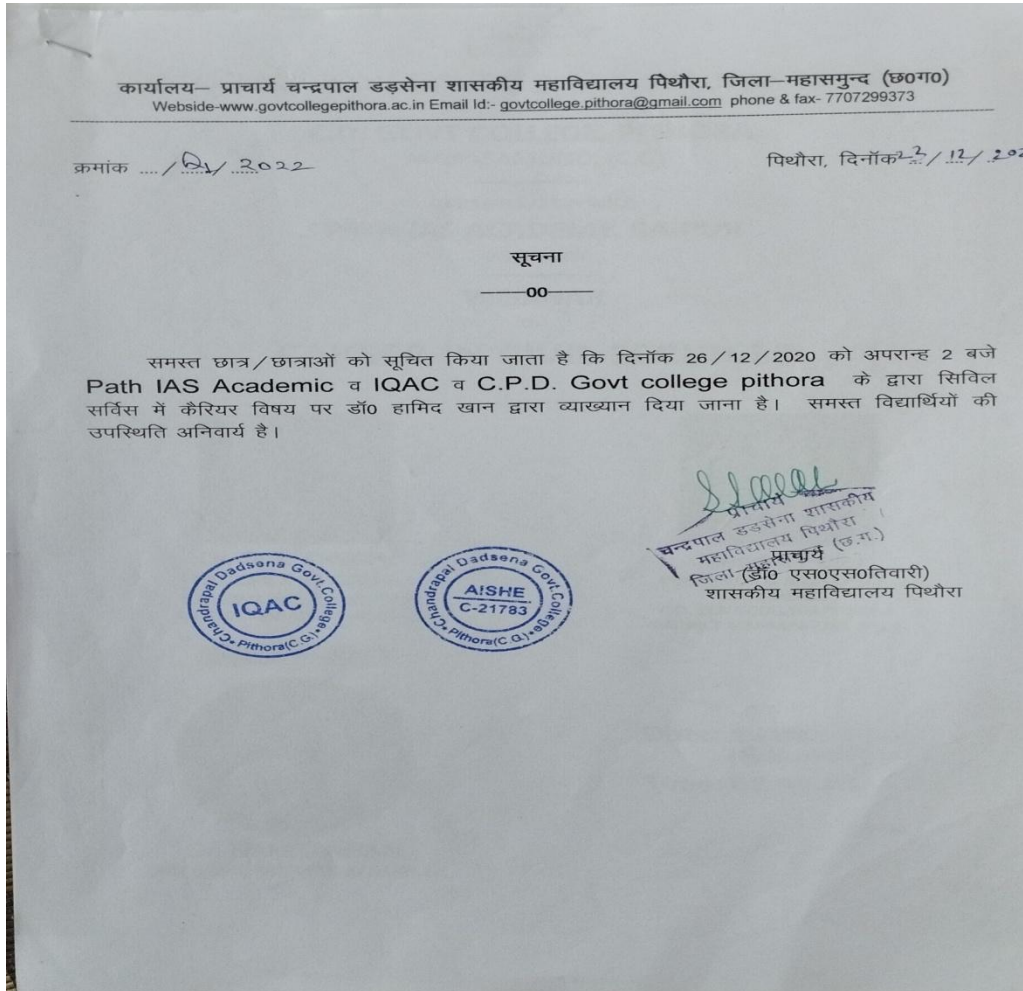 कार्यालय– प्राचार्य चन्द्रपाल डड़सेना शासकीय महाविद्यालय पिथौरा, जिला–महासमुन्द (छ0ग0)
Webside-www.govtcollegepithora.ac.in Email Id:- govtcollege.pithora@gmail.com phone & fax- 7707299373
क्रमांक ..../ /2022
पिथौरा, दिनॉक 22/12/
सूचना
——00——
समस्त छात्र/छात्राओं को सूचित किया जाता है कि दिनॉक 26/12/2020 को अपरान्ह 2 बजे
Path IAS Academic व IQAC व C.P.D. Govt college pithora के द्वारा सिविल
सर्विस में कैरियर विषय पर डॉ0 हामिद खान द्वारा व्याख्यान दिया जाना है। समस्त विद्यार्थियों की
उपस्थिति अनिवार्य है।
प्राचार्य
चन्द्रपाल डड़सेना शासकीय
महाविद्यालय पिथौरा
जिला-महासमुन्द (छ.ग.)
प्राचार्य
(डॉ0 एस0एस0तिवारी)
शासकीय महाविद्यालय पिथौरा
Chandrapal Dadsena Govt.College
IQAC
Pithora(C.G.)
Chandrapal Dadsena Govt.College
AISHE
C-21783
Pithora(C.G.)